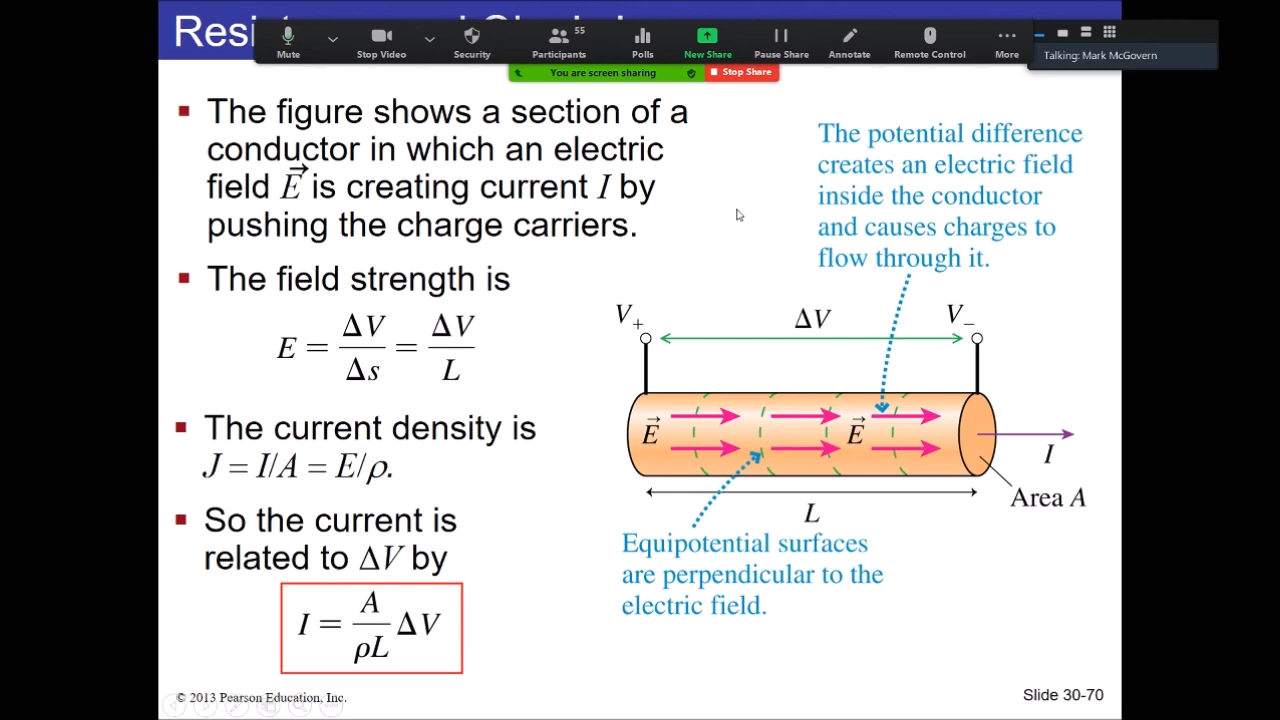 Mute
Stop Video
Security
Participants
55
Polls
New Share
Pause Share
Annotate
Remote Control
More
Talking: Mark McGovern
You are screen sharing
Stop Share
▪ The figure shows a section of a
conductor in which an electric
field E⃗ is creating current I by
pushing the charge carriers.
▪ The field strength is
E = ΔV/Δs = ΔV/L
▪ The current density is
J = I/A = E/ρ.
▪ So the current is
related to ΔV by
I = A/ρL ΔV
The potential difference
creates an electric field
inside the conductor
and causes charges to
flow through it.
V₊
ΔV
V₋
E⃗
E⃗
I
Area A
L
Equipotential surfaces
are perpendicular to the
electric field.
© 2013 Pearson Education, Inc.
Slide 30-70